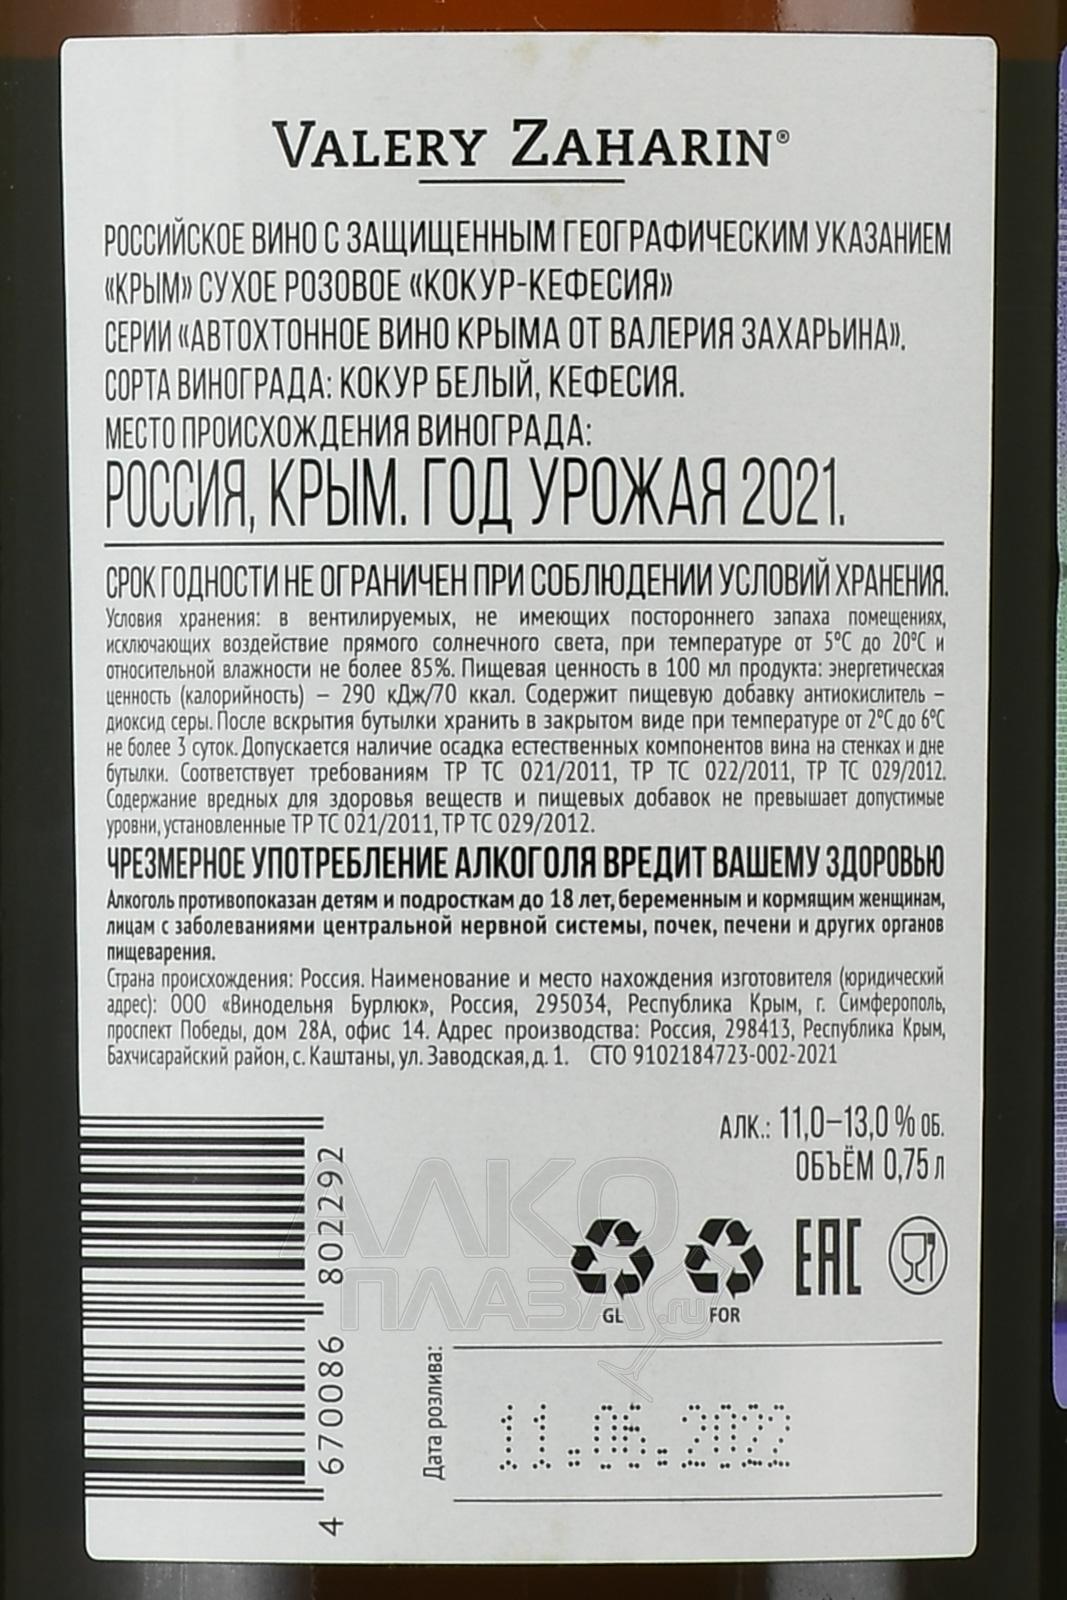 VALERY ZAHARIN®
РОССИЙСКОЕ ВИНО С ЗАЩИЩЕННЫМ ГЕОГРАФИЧЕСКИМ УКАЗАНИЕМ
«КРЫМ» СУХОЕ РОЗОВОЕ «КОКУР-КЕФЕСИЯ»
СЕРИИ «АВТОХТОННОЕ ВИНО КРЫМА ОТ ВАЛЕРИЯ ЗАХАРЬИНА».
СОРТА ВИНОГРАДА: КОКУР БЕЛЫЙ, КЕФЕСИЯ.
МЕСТО ПРОИСХОЖДЕНИЯ ВИНОГРАДА:
РОССИЯ, КРЫМ. ГОД УРОЖАЯ 2021.
СРОК ГОДНОСТИ НЕ ОГРАНИЧЕН ПРИ СОБЛЮДЕНИИ УСЛОВИЙ ХРАНЕНИЯ.
Условия хранения: в вентилируемых, не имеющих постороннего запаха помещениях,
исключающих воздействие прямого солнечного света, при температуре от 5°С до 20°С и
относительной влажности не более 85%. Пищевая ценность в 100 мл продукта: энергетическая
ценность (калорийность) – 290 кДж/70 ккал. Содержит пищевую добавку антиокислитель –
диоксид серы. После вскрытия бутылки хранить в закрытом виде при температуре от 2°С до 6°С
не более 3 суток. Допускается наличие осадка естественных компонентов вина на стенках и дне
бутылки. Соответствует требованиям ТР ТС 021/2011, ТР ТС 022/2011, ТР ТС 029/2012.
Содержание вредных для здоровья веществ и пищевых добавок не превышает допустимые
уровни, установленные ТР ТС 021/2011, ТР ТС 029/2012.
ЧРЕЗМЕРНОЕ УПОТРЕБЛЕНИЕ АЛКОГОЛЯ ВРЕДИТ ВАШЕМУ ЗДОРОВЬЮ
Алкоголь противопоказан детям и подросткам до 18 лет, беременным и кормящим женщинам,
лицам с заболеваниями центральной нервной системы, почек, печени и других органов
пищеварения.
Страна происхождения: Россия. Наименование и место нахождения изготовителя (юридический
адрес): ООО «Винодельня Бурлюк», Россия, 295034, Республика Крым, г. Симферополь,
проспект Победы, дом 28А, офис 14. Адрес производства: Россия, 298413, Республика Крым,
Бахчисарайский район, с. Каштаны, ул. Заводская, д. 1. СТО 9102184723-002-2021
АЛК.: 11,0–13,0 % ОБ.
ОБЪЁМ 0,75 Л
АЛКО
ПЛАЗА .ru
GL
FOR
EAC
4 670086 802292
Дата розлива:
11.06.2022